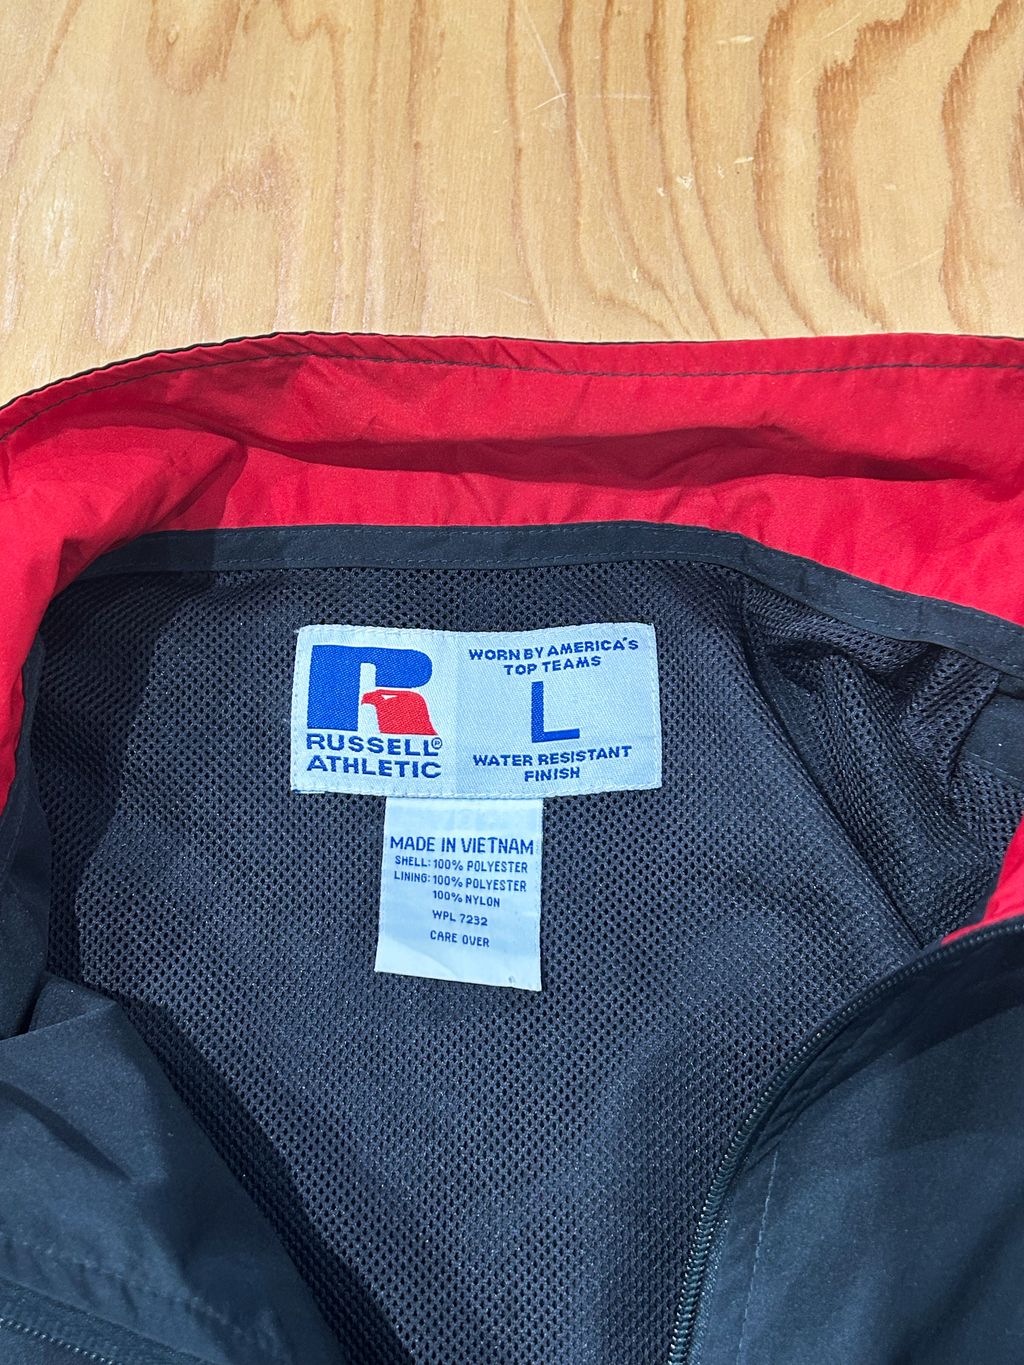 R
RUSSELL®
ATHLETIC
WORN BY AMERICA'S
TOP TEAMS
L
WATER RESISTANT
FINISH
MADE IN VIETNAM
SHELL: 100% POLYESTER
LINING: 100% POLYESTER
100% NYLON
WPL 7232
CARE OVER